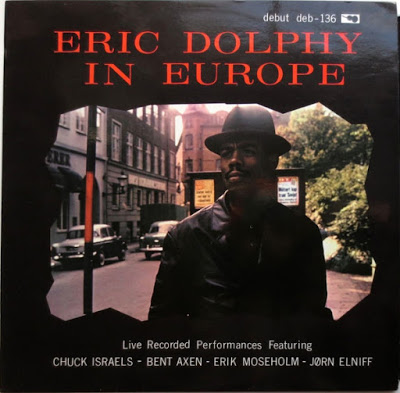 debut deb-136
ERIC DOLPHY
IN EUROPE
Live Recorded Performances Featuring
CHUCK ISRAELS - BENT AXEN - ERIK MOSEHOLM - JØRN ELNIFF